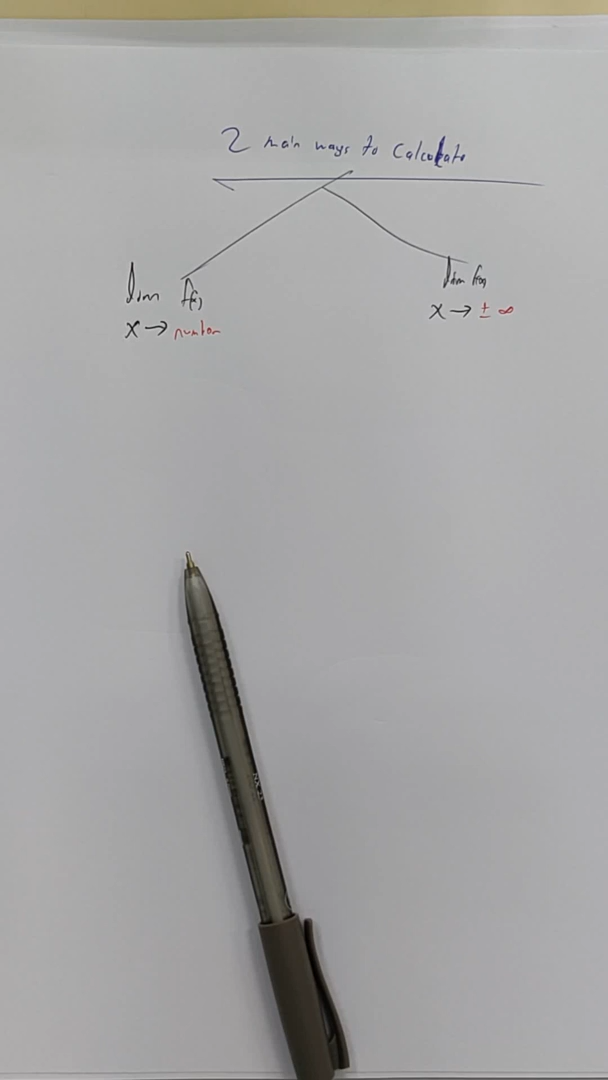 2 main ways to Calculate
lim f(x)
x → number
lim f(x)
x → ± ∞